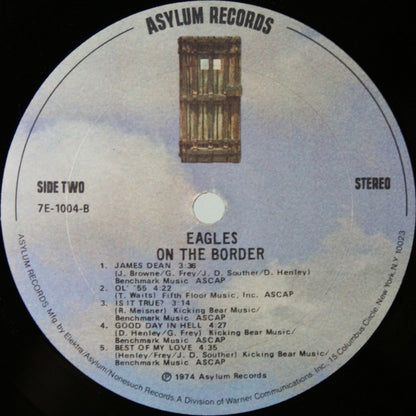 ASYLUM RECORDS
SIDE TWO
STEREO
7E-1004-B
EAGLES
ON THE BORDER
1. JAMES DEAN 3:36
(J. Browne/G. Frey/J. D. Souther/D. Henley)
Benchmark Music ASCAP
2. OL' '55 4:22
(T. Waits) Fifth Floor Music, Inc. ASCAP
3. IS IT TRUE? 3:14
(R. Meisner) Kicking Bear Music/
Benchmark Music ASCAP
4. GOOD DAY IN HELL 4:27
(D. Henley/G. Frey) Kicking Bear Music/
Benchmark Music ASCAP
5. BEST OF MY LOVE 4:35
(Henley/Frey/J. D. Souther) Kicking Bear Music/
Benchmark Music ASCAP
Ⓟ 1974 Asylum Records
ASYLUM RECORDS Mfg by Elektra/Asylum/Nonesuch Records A Division of Warner Communications, Inc. 15 Columbus Circle, New York, N.Y 10023